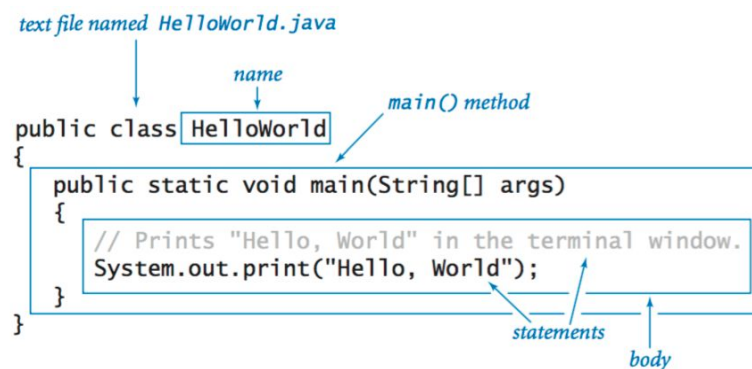 text file named HelloWorld.java
name
main() method
public class HelloWorld
{
public static void main(String[] args)
{
// Prints "Hello, World" in the terminal window.
System.out.print("Hello, World");
}
}
statements
body